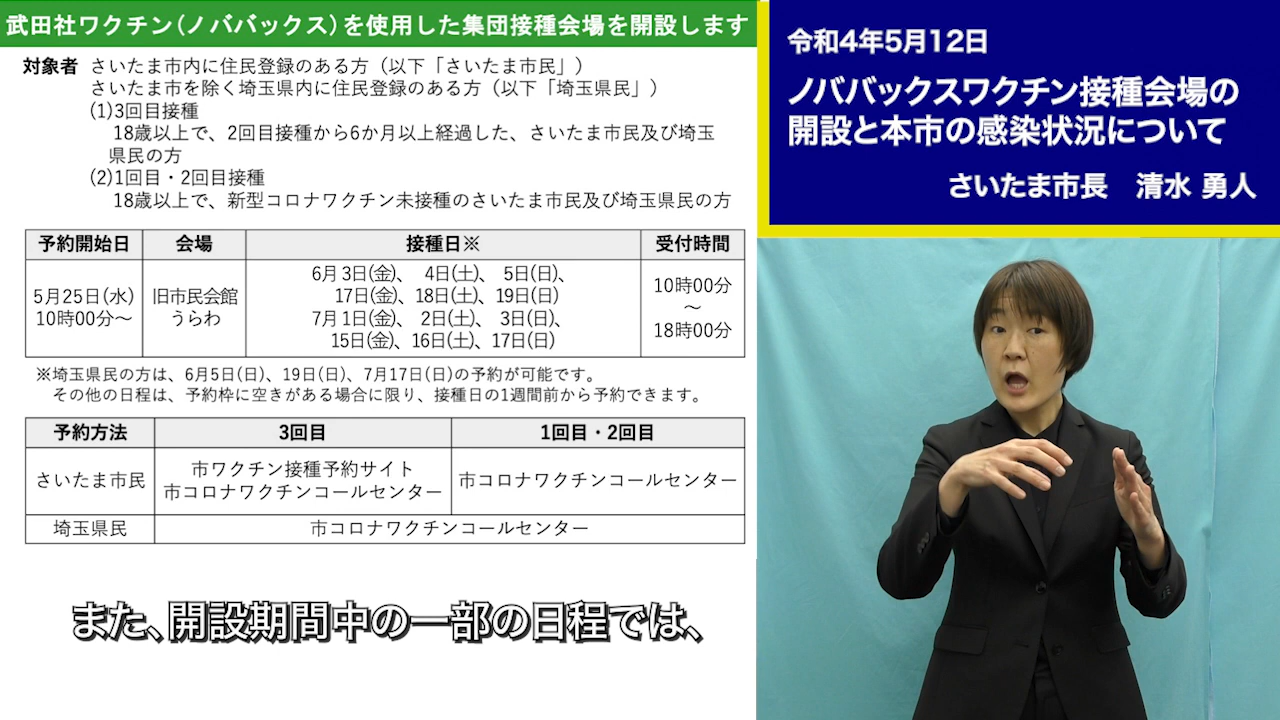 武田社ワクチン(ノババックス)を使用した集団接種会場を開設します
対象者 さいたま市内に住民登録のある方（以下「さいたま市民」）
さいたま市を除く埼玉県内に住民登録のある方（以下「埼玉県民」）
(1)3回目接種
18歳以上で、2回目接種から6か月以上経過した、さいたま市民及び埼玉
県民の方
(2)1回目・2回目接種
18歳以上で、新型コロナワクチン未接種のさいたま市民及び埼玉県民の方
予約開始日 会場 接種日※ 受付時間
5月25日(水)
10時00分～
旧市民会館
うらわ
6月 3日(金)、 4日(土)、 5日(日)、
17日(金)、18日(土)、19日(日)
7月 1日(金)、 2日(土)、 3日(日)、
15日(金)、16日(土)、17日(日)
10時00分
～
18時00分
※埼玉県民の方は、6月5日(日)、19日(日)、7月17日(日)の予約が可能です。
その他の日程は、予約枠に空きがある場合に限り、接種日の1週間前から予約できます。
予約方法 3回目 1回目・2回目
さいたま市民
市ワクチン接種予約サイト
市コロナワクチンコールセンター
市コロナワクチンコールセンター
埼玉県民 市コロナワクチンコールセンター
また、開設期間中の一部の日程では、
令和4年5月12日
ノババックスワクチン接種会場の
開設と本市の感染状況について
さいたま市長 清水 勇人